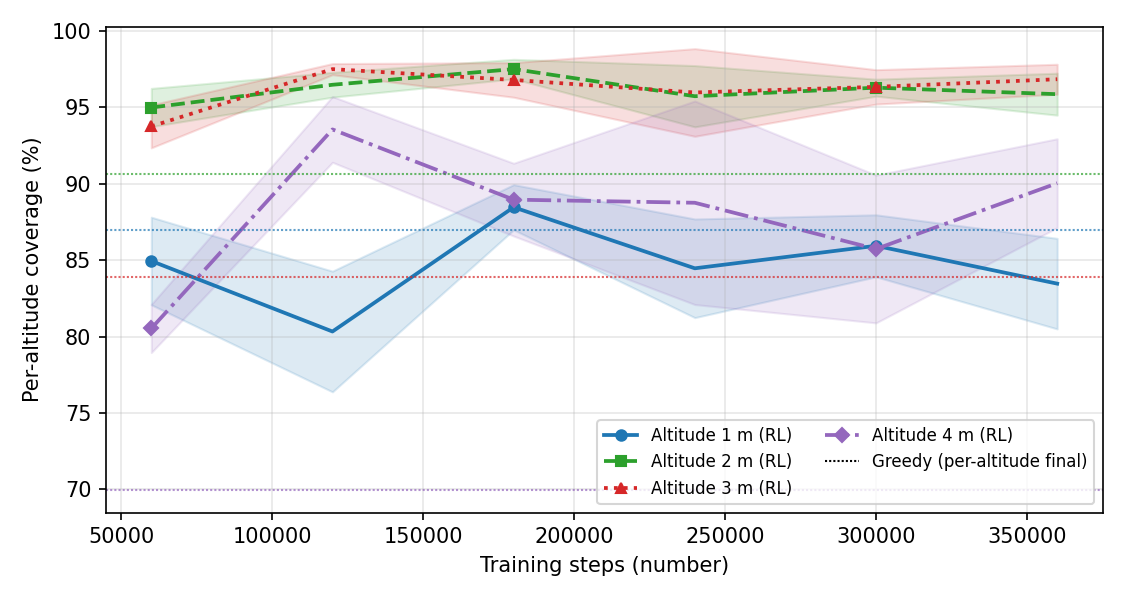 100
95
90
85
80
75
70
Per-altitude coverage (%)
50000 100000 150000 200000 250000 300000 350000
Training steps (number)
Altitude 1 m (RL)
Altitude 2 m (RL)
Altitude 3 m (RL)
Altitude 4 m (RL)
Greedy (per-altitude final)